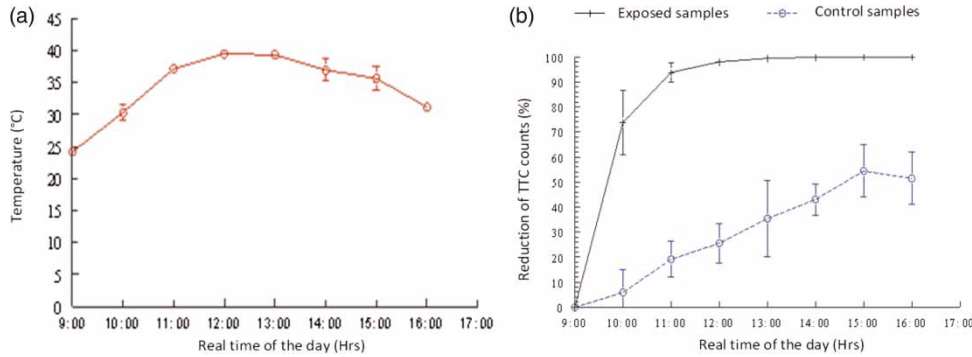 (a)
45
40
35
30
25
20
15
10
5
0
Temperature (°C)
9:00 10:00 11:00 12:00 13:00 14:00 15:00 16:00 17:00
Real time of the day (Hrs)
(b)
Exposed samples
Control samples
100
90
80
70
60
50
40
30
20
10
0
Reduction of TTC counts (%)
9:00 10:00 11:00 12:00 13:00 14:00 15:00 16:00 17:00
Real time of the day (Hrs)